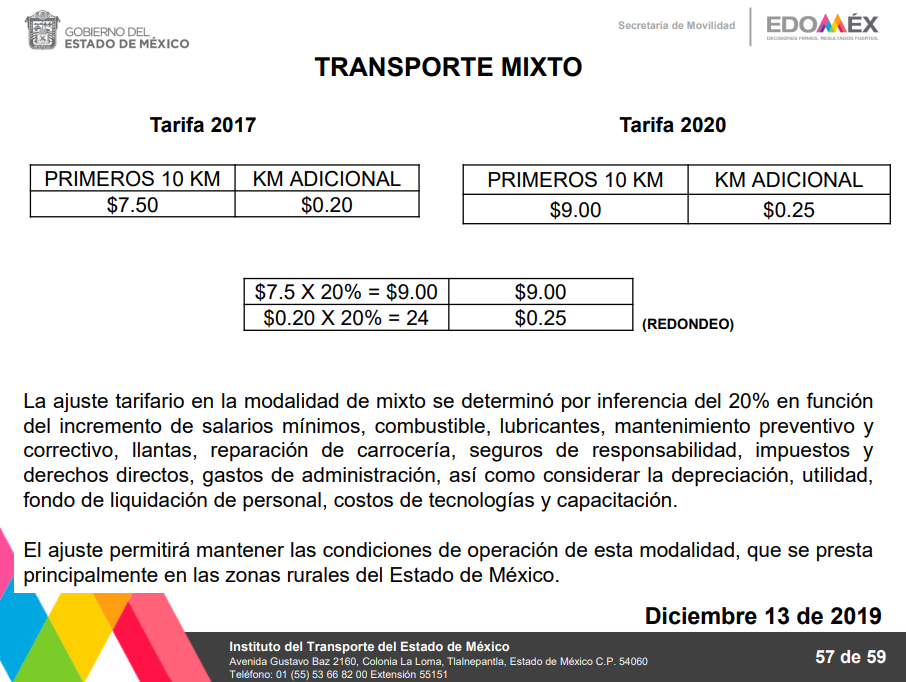 GOBIERNO DEL
ESTADO DE MÉXICO
Secretaría de Movilidad
EDOMÉX
DECISIONES FIRMES, RESULTADOS FUERTES.
TRANSPORTE MIXTO
Tarifa 2017
Tarifa 2020
PRIMEROS 10 KM KM ADICIONAL
$7.50 $0.20
PRIMEROS 10 KM KM ADICIONAL
$9.00 $0.25
$7.5 X 20% = $9.00 $9.00
$0.20 X 20% = 24 $0.25
(REDONDEO)
La ajuste tarifario en la modalidad de mixto se determinó por inferencia del 20% en función
del incremento de salarios mínimos, combustible, lubricantes, mantenimiento preventivo y
correctivo, llantas, reparación de carrocería, seguros de responsabilidad, impuestos y
derechos directos, gastos de administración, así como considerar la depreciación, utilidad,
fondo de liquidación de personal, costos de tecnologías y capacitación.
El ajuste permitirá mantener las condiciones de operación de esta modalidad, que se presta
principalmente en las zonas rurales del Estado de México.
Diciembre 13 de 2019
Instituto del Transporte del Estado de México
Avenida Gustavo Baz 2160, Colonia La Loma, Tlalnepantla, Estado de México C.P. 54060
Teléfono: 01 (55) 53 66 82 00 Extensión 55151
57 de 59